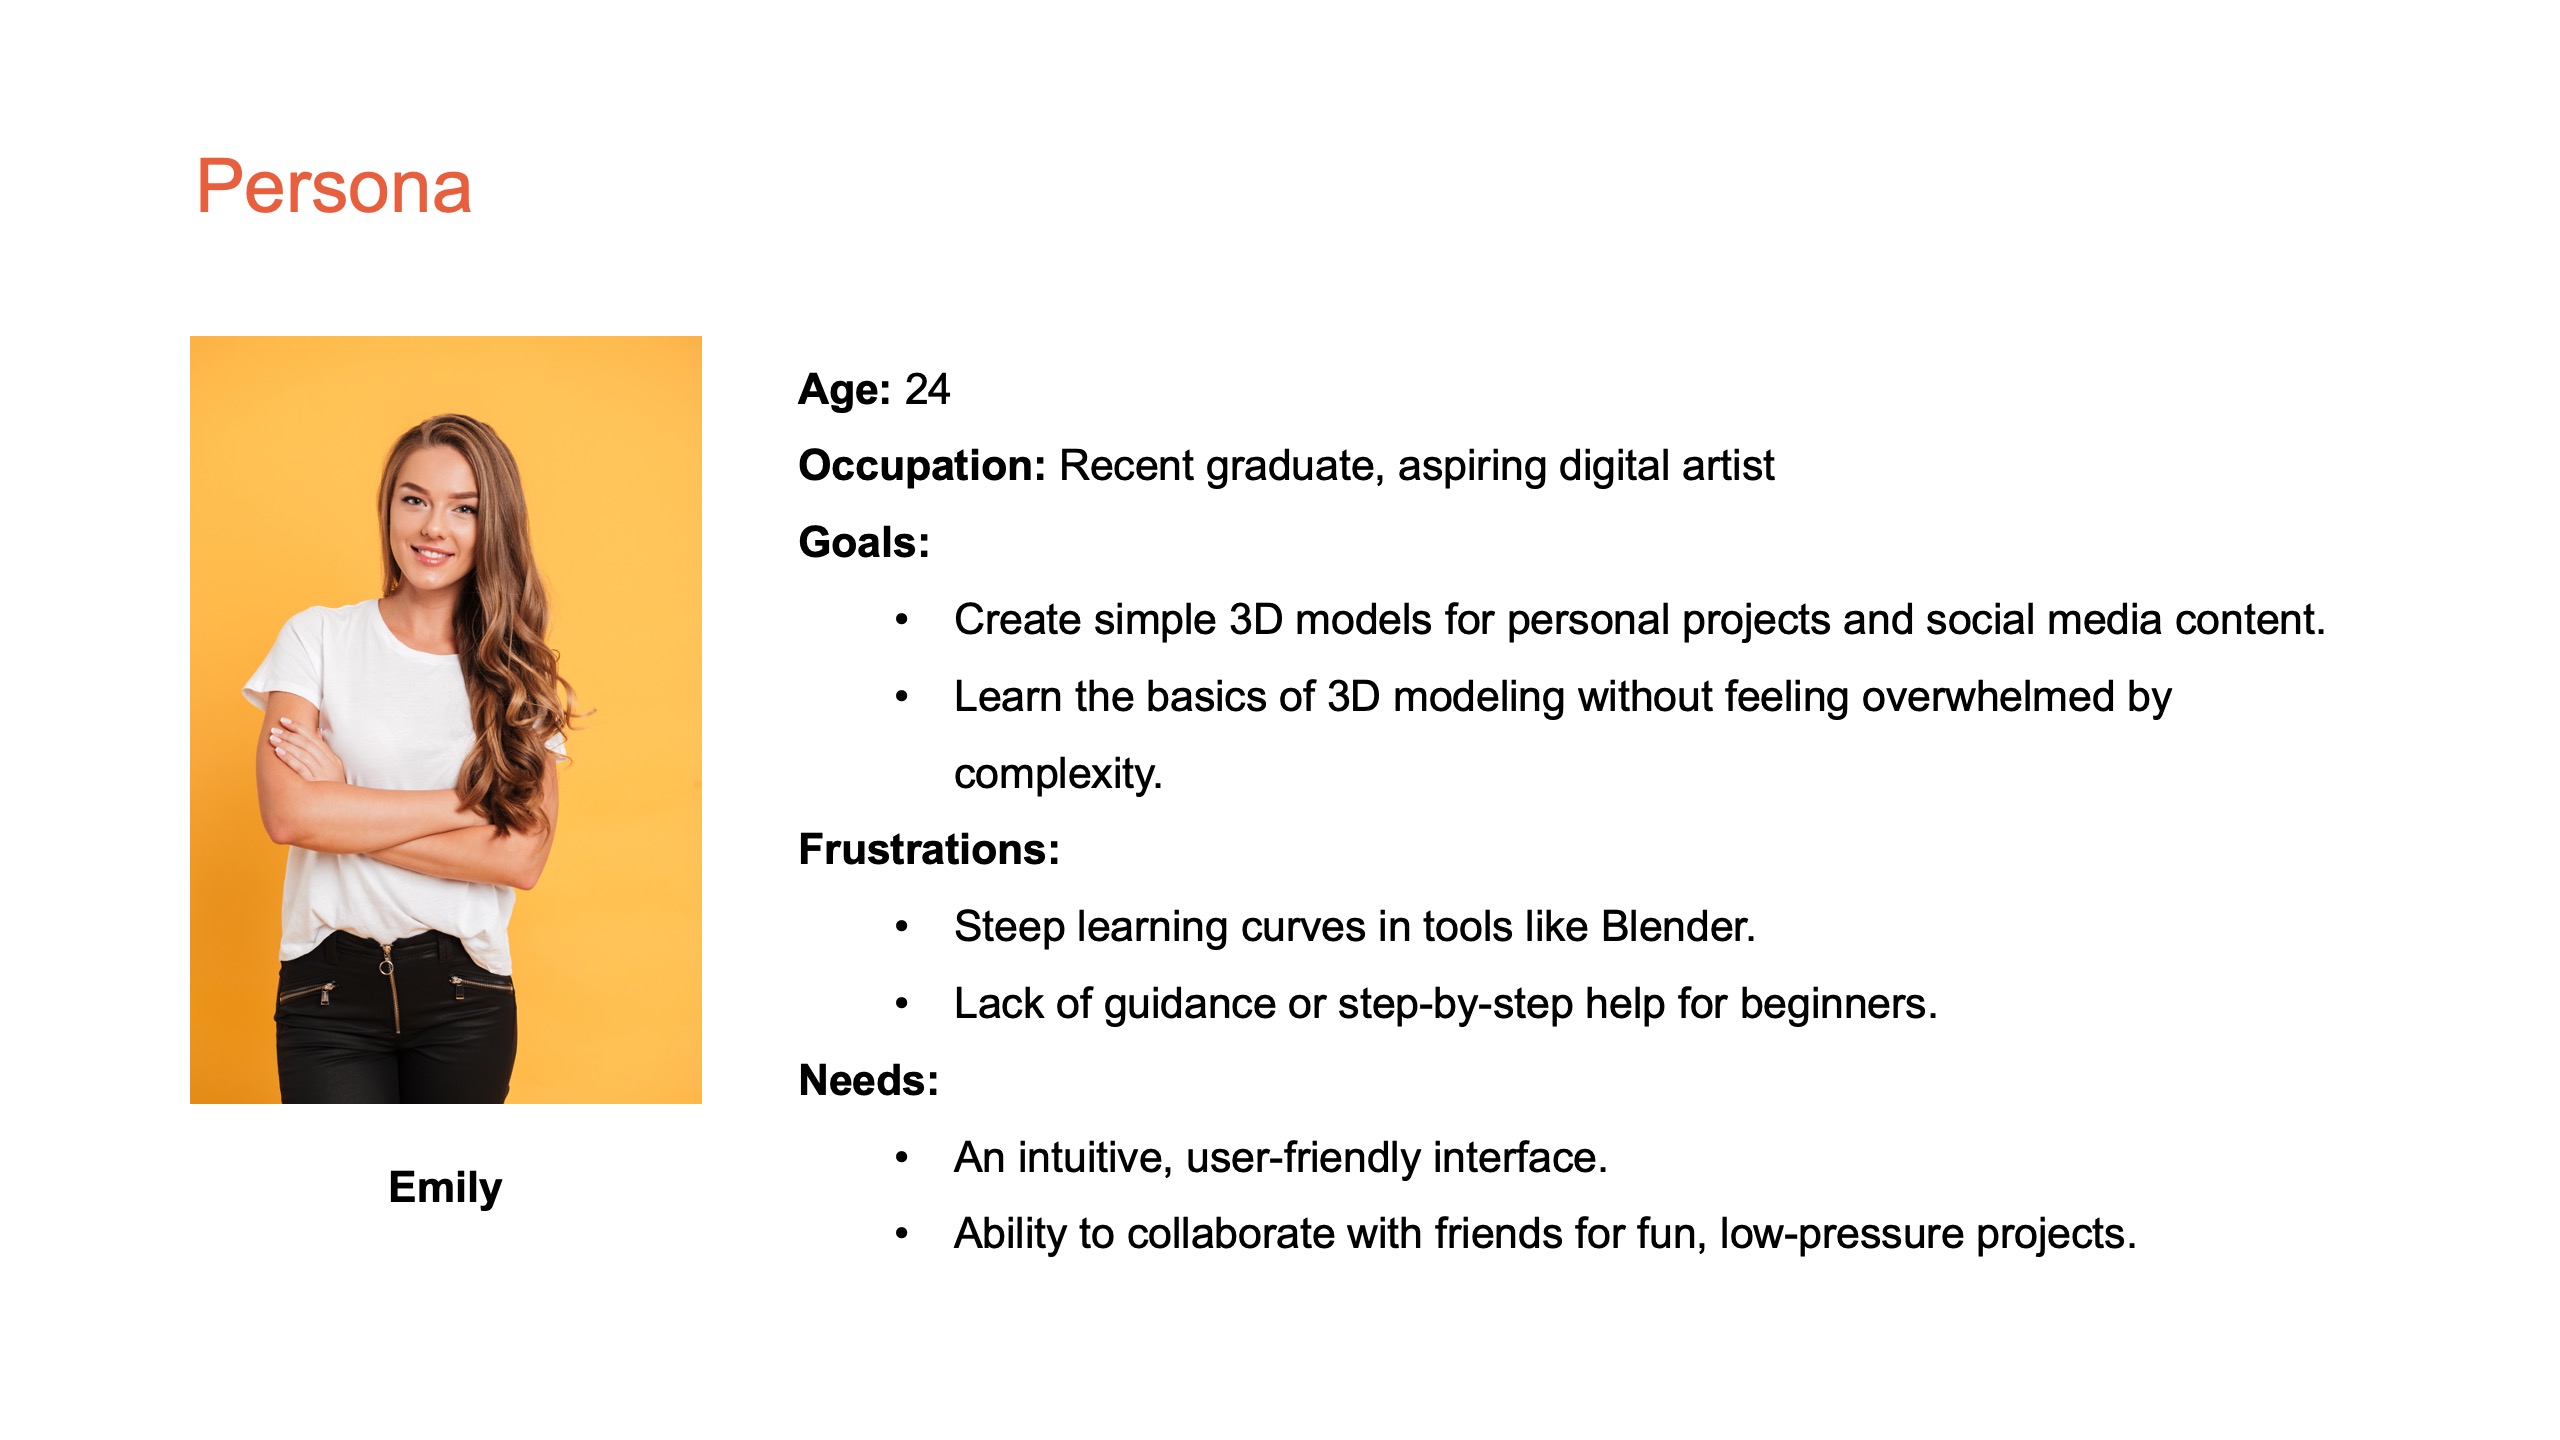 Persona
Age: 24
Occupation: Recent graduate, aspiring digital artist
Goals:
• Create simple 3D models for personal projects and social media content.
• Learn the basics of 3D modeling without feeling overwhelmed by
complexity.
Frustrations:
• Steep learning curves in tools like Blender.
• Lack of guidance or step-by-step help for beginners.
Needs:
• An intuitive, user-friendly interface.
• Ability to collaborate with friends for fun, low-pressure projects.
Emily